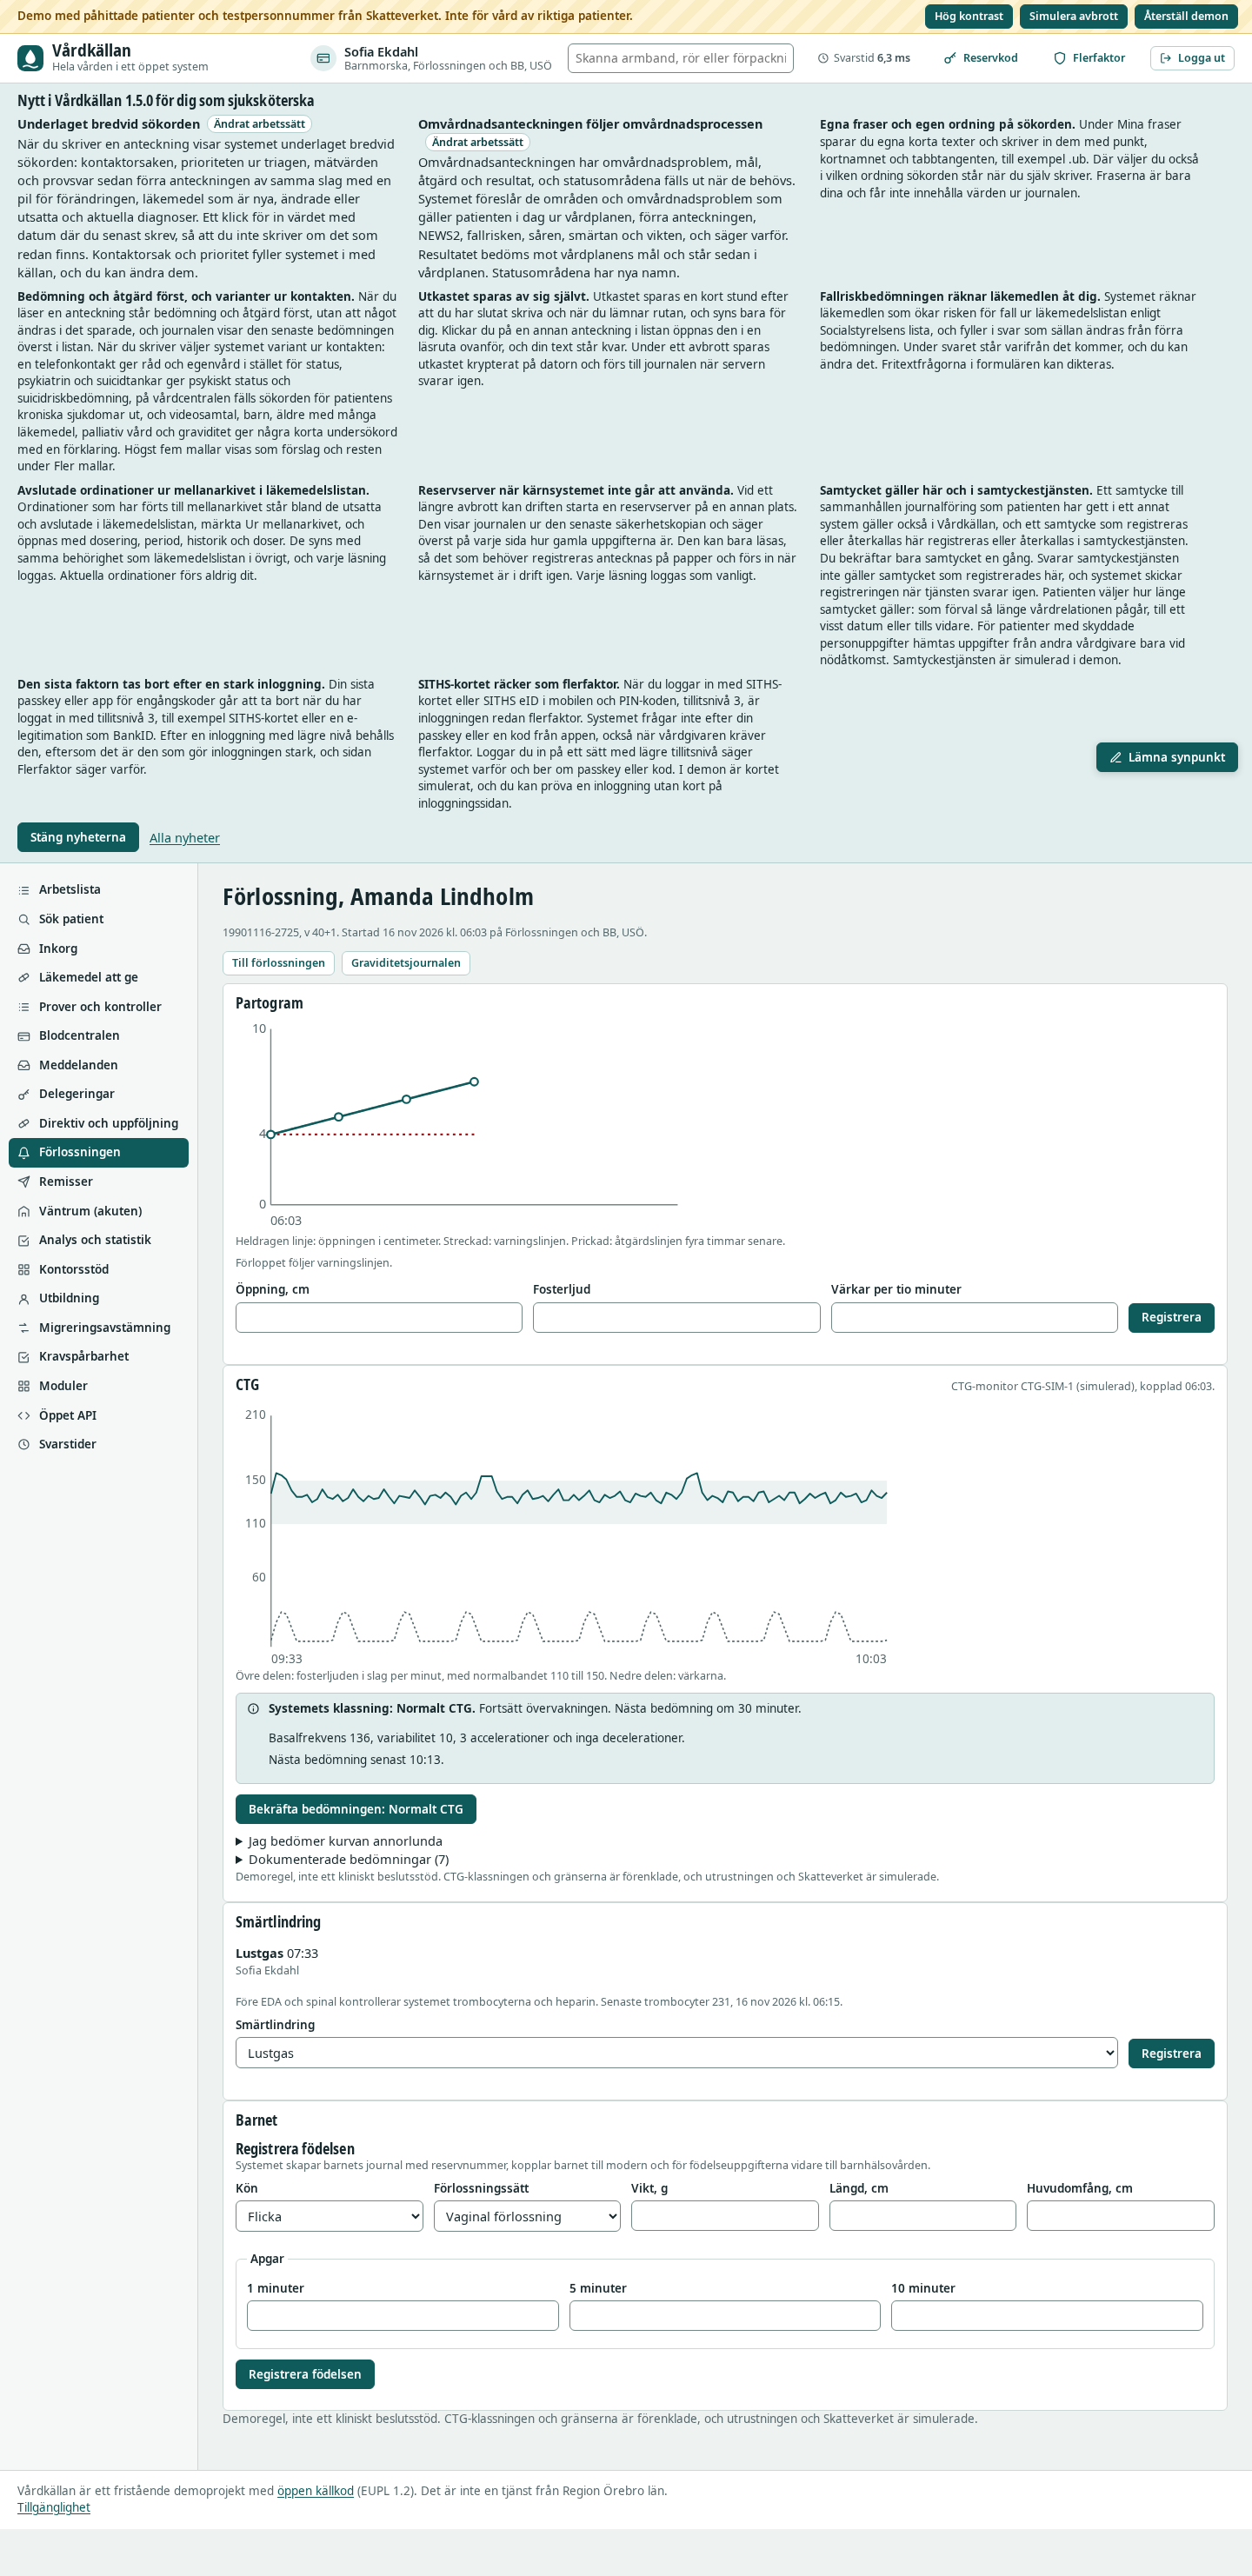 Demo med påhittade patienter och testpersonnummer från Skatteverket. Inte för vård av riktiga patienter.
Hög kontrast
Simulera avbrott
Återställ demon
Vårdkällan
Hela vården i ett öppet system
Sofia Ekdahl
Barnmorska, Förlossningen och BB, USÖ
Skanna armband, rör eller förpackni
Svarstid 6,3 ms
Reservkod
Flerfaktor
Logga ut
Nytt i Vårdkällan 1.5.0 för dig som sjuksköterska
Underlaget bredvid sökorden Ändrat arbetssätt
När du skriver en anteckning visar systemet underlaget bredvid
sökorden: kontaktorsaken, prioriteten ur triagen, mätvärden
och provsvar sedan förra anteckningen av samma slag med en
pil för förändringen, läkemedel som är nya, ändrade eller
utsatta och aktuella diagnoser. Ett klick för in värdet med
datum där du senast skrev, så att du inte skriver om det som
redan finns. Kontaktorsak och prioritet fyller systemet i med
källan, och du kan ändra dem.
Omvårdnadsanteckningen följer omvårdnadsprocessen
Ändrat arbetssätt
Omvårdnadsanteckningen har omvårdnadsproblem, mål,
åtgärd och resultat, och statusområdena fälls ut när de behövs.
Systemet föreslår de områden och omvårdnadsproblem som
gäller patienten i dag ur vårdplanen, förra anteckningen,
NEWS2, fallrisken, såren, smärtan och vikten, och säger varför.
Resultatet bedöms mot vårdplanens mål och står sedan i
vårdplanen. Statusområdena har nya namn.
Egna fraser och egen ordning på sökorden. Under Mina fraser
sparar du egna korta texter och skriver in dem med punkt,
kortnamnet och tabbtangenten, till exempel .ub. Där väljer du också
i vilken ordning sökorden står när du själv skriver. Fraserna är bara
dina och får inte innehålla värden ur journalen.
Bedömning och åtgärd först, och varianter ur kontakten. När du
läser en anteckning står bedömning och åtgärd först, utan att något
ändras i det sparade, och journalen visar den senaste bedömningen
överst i listan. När du skriver väljer systemet variant ur kontakten:
en telefonkontakt ger råd och egenvård i stället för status,
psykiatrin och suicidtankar ger psykiskt status och
suicidriskbedömning, på vårdcentralen fälls sökorden för patientens
kroniska sjukdomar ut, och videosamtal, barn, äldre med många
läkemedel, palliativ vård och graviditet ger några korta undersökord
med en förklaring. Högst fem mallar visas som förslag och resten
under Fler mallar.
Utkastet sparas av sig självt. Utkastet sparas en kort stund efter
att du har slutat skriva och när du lämnar rutan, och syns bara för
dig. Klickar du på en annan anteckning i listan öppnas den i en
läsruta ovanför, och din text står kvar. Under ett avbrott sparas
utkastet krypterat på datorn och förs till journalen när servern
svarar igen.
Fallriskbedömningen räknar läkemedlen åt dig. Systemet räknar
läkemedlen som ökar risken för fall ur läkemedelslistan enligt
Socialstyrelsens lista, och fyller i svar som sällan ändras från förra
bedömningen. Under svaret står varifrån det kommer, och du kan
ändra det. Fritextfrågorna i formulären kan dikteras.
Avslutade ordinationer ur mellanarkivet i läkemedelslistan.
Ordinationer som har förts till mellanarkivet står bland de utsatta
och avslutade i läkemedelslistan, märkta Ur mellanarkivet, och
öppnas med dosering, period, historik och doser. De syns med
samma behörighet som läkemedelslistan i övrigt, och varje läsning
loggas. Aktuella ordinationer förs aldrig dit.
Reservserver när kärnsystemet inte går att använda. Vid ett
längre avbrott kan driften starta en reservserver på en annan plats.
Den visar journalen ur den senaste säkerhetskopian och säger
överst på varje sida hur gamla uppgifterna är. Den kan bara läsas,
så det som behöver registreras antecknas på papper och förs in när
kärnsystemet är i drift igen. Varje läsning loggas som vanligt.
Samtycket gäller här och i samtyckestjänsten. Ett samtycke till
sammanhållen journalföring som patienten har gett i ett annat
system gäller också i Vårdkällan, och ett samtycke som registreras
eller återkallas här registreras eller återkallas i samtyckestjänsten.
Du bekräftar bara samtycket en gång. Svarar samtyckestjänsten
inte gäller samtycket som registrerades här, och systemet skickar
registreringen när tjänsten svarar igen. Patienten väljer hur länge
samtycket gäller: som förval så länge vårdrelationen pågår, till ett
visst datum eller tills vidare. För patienter med skyddade
personuppgifter hämtas uppgifter från andra vårdgivare bara vid
nödåtkomst. Samtyckestjänsten är simulerad i demon.
Den sista faktorn tas bort efter en stark inloggning. Din sista
passkey eller app för engångskoder går att ta bort när du har
loggat in med tillitsnivå 3, till exempel SITHS-kortet eller en e-
legitimation som BankID. Efter en inloggning med lägre nivå behålls
den, eftersom det är den som gör inloggningen stark, och sidan
Flerfaktor säger varför.
SITHS-kortet räcker som flerfaktor. När du loggar in med SITHS-
kortet eller SITHS eID i mobilen och PIN-koden, tillitsnivå 3, är
inloggningen redan flerfaktor. Systemet frågar inte efter din
passkey eller en kod från appen, också när vårdgivaren kräver
flerfaktor. Loggar du in på ett sätt med lägre tillitsnivå säger
systemet varför och ber om passkey eller kod. I demon är kortet
simulerat, och du kan pröva en inloggning utan kort på
inloggningssidan.
Lämna synpunkt
Stäng nyheterna
Alla nyheter
Arbetslista
Sök patient
Inkorg
Läkemedel att ge
Prover och kontroller
Blodcentralen
Meddelanden
Delegeringar
Direktiv och uppföljning
Förlossningen
Remisser
Väntrum (akuten)
Analys och statistik
Kontorsstöd
Utbildning
Migreringsavstämning
Kravspårbarhet
Moduler
Öppet API
Svarstider
Förlossning, Amanda Lindholm
19901116-2725, v 40+1. Startad 16 nov 2026 kl. 06:03 på Förlossningen och BB, USÖ.
Till förlossningen
Graviditetsjournalen
Partogram
10
4
0
06:03
Heldragen linje: öppningen i centimeter. Streckad: varningslinjen. Prickad: åtgärdslinjen fyra timmar senare.
Förloppet följer varningslinjen.
Öppning, cm
Fosterljud
Värkar per tio minuter
Registrera
CTG
CTG-monitor CTG-SIM-1 (simulerad), kopplad 06:03.
210
150
110
60
09:33
10:03
Övre delen: fosterljuden i slag per minut, med normalbandet 110 till 150. Nedre delen: värkarna.
Systemets klassning: Normalt CTG. Fortsätt övervakningen. Nästa bedömning om 30 minuter.
Basalfrekvens 136, variabilitet 10, 3 accelerationer och inga decelerationer.
Nästa bedömning senast 10:13.
Bekräfta bedömningen: Normalt CTG
Jag bedömer kurvan annorlunda
Dokumenterade bedömningar (7)
Demoregel, inte ett kliniskt beslutsstöd. CTG-klassningen och gränserna är förenklade, och utrustningen och Skatteverket är simulerade.
Smärtlindring
Lustgas 07:33
Sofia Ekdahl
Före EDA och spinal kontrollerar systemet trombocyterna och heparin. Senaste trombocyter 231, 16 nov 2026 kl. 06:15.
Smärtlindring
Lustgas
Registrera
Barnet
Registrera födelsen
Systemet skapar barnets journal med reservnummer, kopplar barnet till modern och för födelseuppgifterna vidare till barnhälsovården.
Kön
Förlossningssätt
Vikt, g
Längd, cm
Huvudomfång, cm
Flicka
Vaginal förlossning
Apgar
1 minuter
5 minuter
10 minuter
Registrera födelsen
Demoregel, inte ett kliniskt beslutsstöd. CTG-klassningen och gränserna är förenklade, och utrustningen och Skatteverket är simulerade.
Vårdkällan är ett fristående demoprojekt med öppen källkod (EUPL 1.2). Det är inte en tjänst från Region Örebro län.
Tillgänglighet